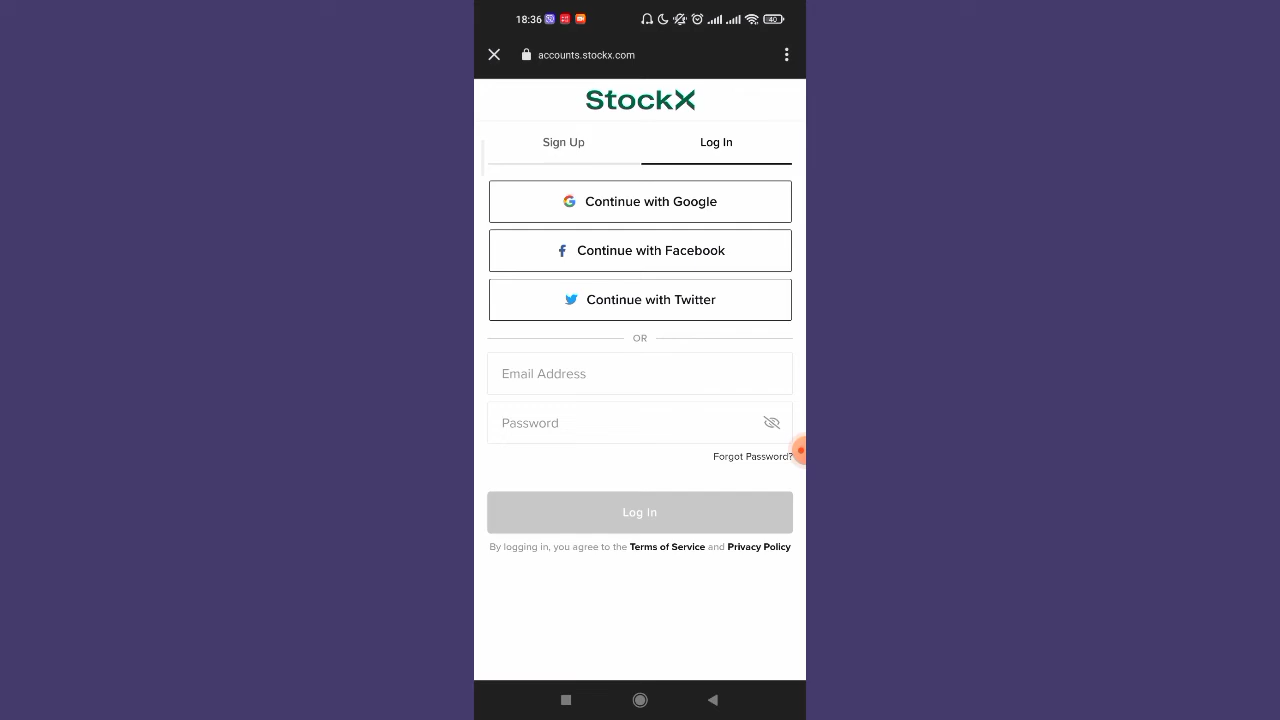 18:36 40
accounts.stockx.com
StockX
Sign Up Log In
Continue with Google
Continue with Facebook
Continue with Twitter
OR
Email Address
Password
Forgot Password?
Log In
By logging in, you agree to the Terms of Service and Privacy Policy